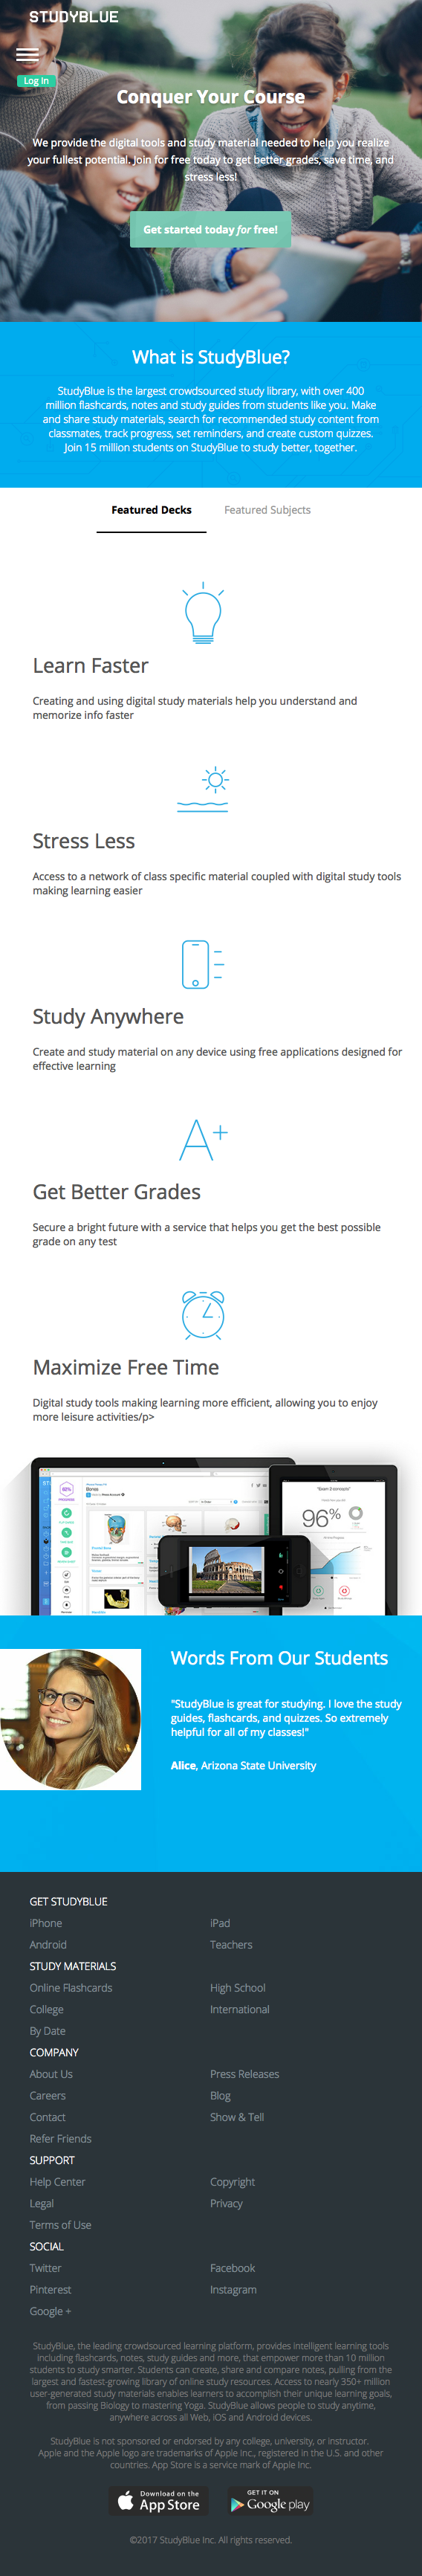 STUDYBLUE
Log In
Conquer Your Course
We provide the digital tools and study material needed to help you realize
your fullest potential. Join for free today to get better grades, save time, and
stress less!
Get started today for free!
What is StudyBlue?
StudyBlue is the largest crowdsourced study library, with over 400
million flashcards, notes and study guides from students like you. Make
and share study materials, search for recommended study content from
classmates, track progress, set reminders, and create custom quizzes.
Join 15 million students on StudyBlue to study better, together.
Featured Decks Featured Subjects
Learn Faster
Creating and using digital study materials help you understand and
memorize info faster
Stress Less
Access to a network of class specific material coupled with digital study tools
making learning easier
Study Anywhere
Create and study material on any device using free applications designed for
effective learning
A+
Get Better Grades
Secure a bright future with a service that helps you get the best possible
grade on any test
Maximize Free Time
Digital study tools making learning more efficient, allowing you to enjoy
more leisure activities/p>
Bones
96%
Words From Our Students
"StudyBlue is great for studying. I love the study
guides, flashcards, and quizzes. So extremely
helpful for all of my classes!"
Alice, Arizona State University
GET STUDYBLUE
iPhone iPad
Android Teachers
STUDY MATERIALS
Online Flashcards High School
College International
By Date
COMPANY
About Us Press Releases
Careers Blog
Contact Show & Tell
Refer Friends
SUPPORT
Help Center Copyright
Legal Privacy
Terms of Use
SOCIAL
Twitter Facebook
Pinterest Instagram
Google +
StudyBlue, the leading crowdsourced learning platform, provides intelligent learning tools
including flashcards, notes, study guides and more, that empower more than 10 million
students to study smarter. Students can create, share and compare notes, pulling from the
largest and fastest-growing library of online study resources. Access to nearly 350+ million
user-generated study materials enables learners to accomplish their unique learning goals,
from passing Biology to mastering Yoga. StudyBlue allows people to study anytime,
anywhere across all Web, iOS and Android devices.
StudyBlue is not sponsored or endorsed by any college, university, or instructor.
Apple and the Apple logo are trademarks of Apple Inc., registered in the U.S. and other
countries. App Store is a service mark of Apple Inc.
Download on the
App Store
GET IT ON
Google play
©2017 StudyBlue Inc. All rights reserved.